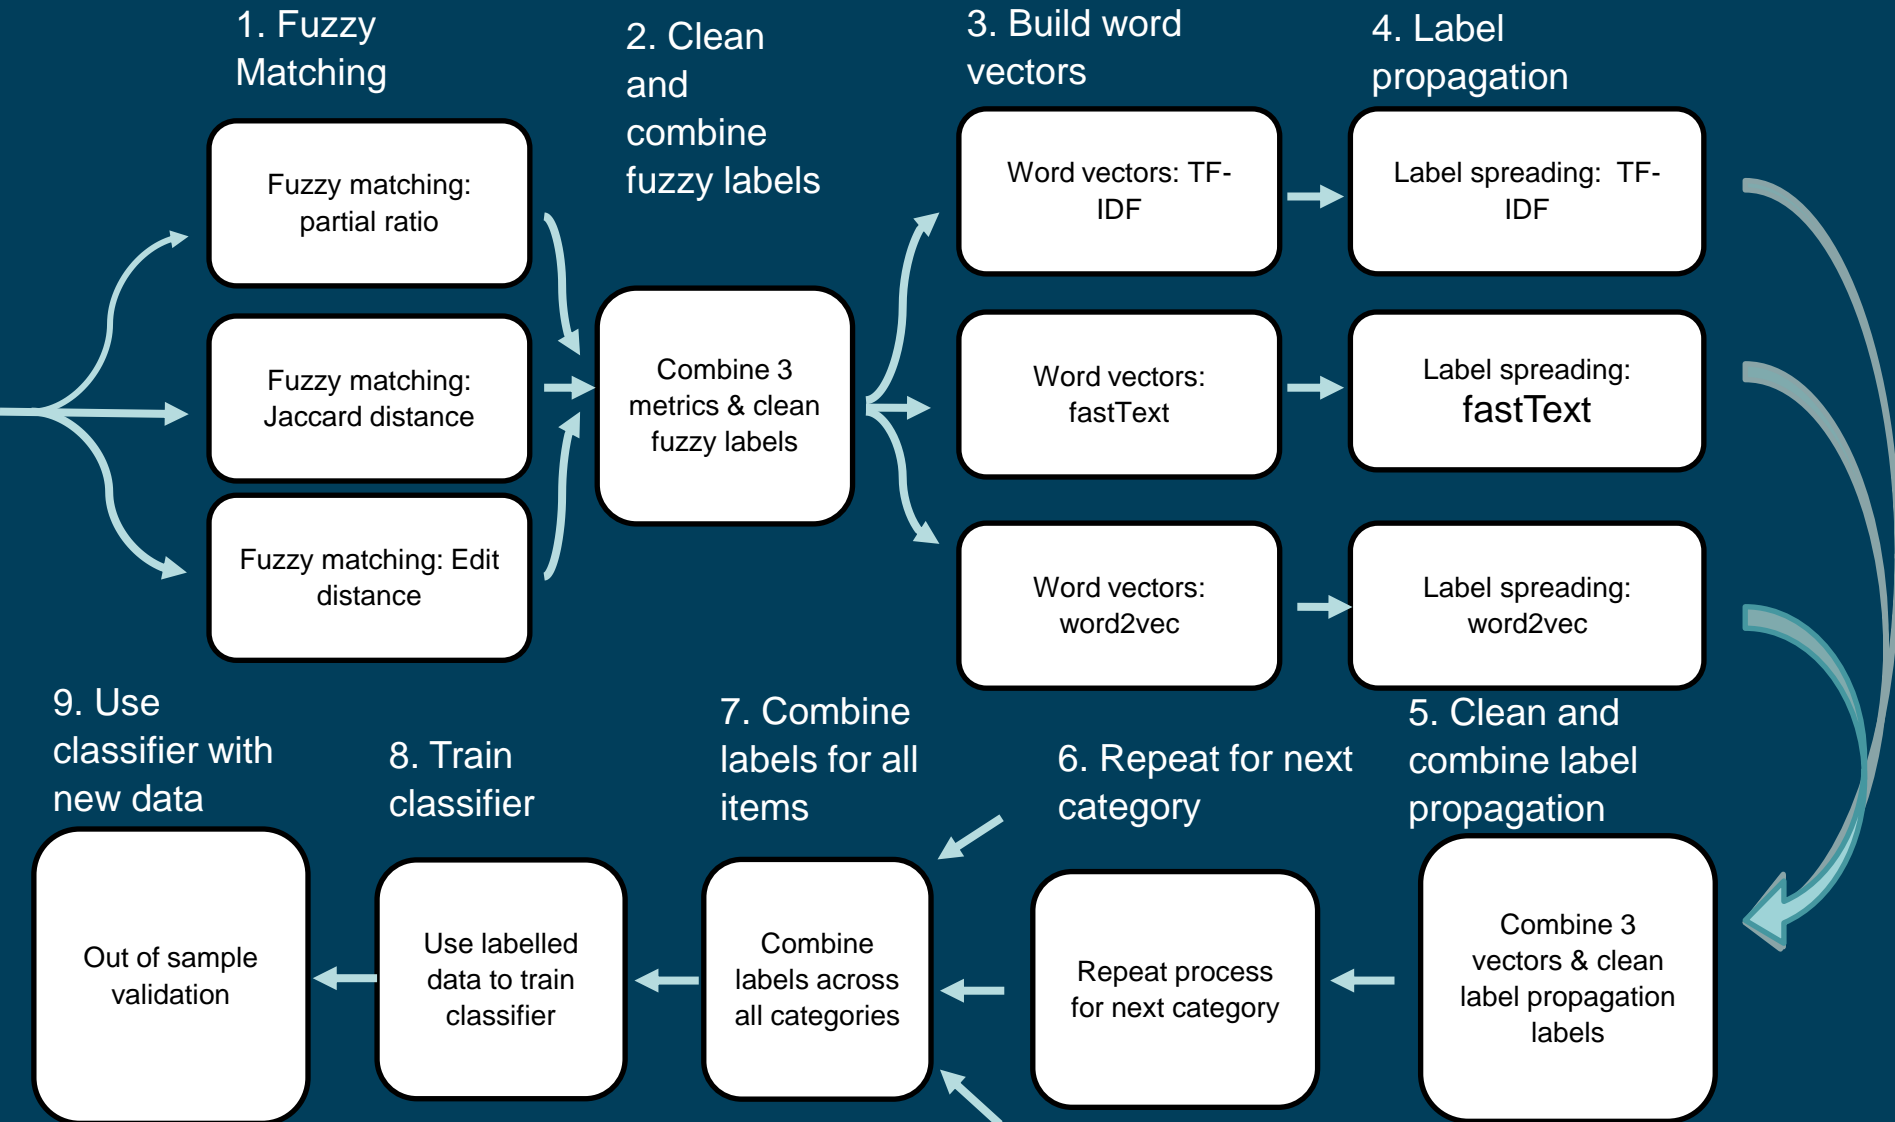 1. Fuzzy
Matching
2. Clean
and
combine
fuzzy labels
3. Build word
vectors
4. Label
propagation
Fuzzy matching:
partial ratio
Fuzzy matching:
Jaccard distance
Fuzzy matching: Edit
distance
Combine 3
metrics & clean
fuzzy labels
Word vectors: TF-
IDF
Word vectors:
fastText
Word vectors:
word2vec
Label spreading: TF-
IDF
Label spreading:
fastText
Label spreading:
word2vec
5. Clean and
combine label
propagation
Combine 3
vectors & clean
label propagation
labels
6. Repeat for next
category
Repeat process
for next category
7. Combine
labels for all
items
Combine
labels across
all categories
8. Train
classifier
Use labelled
data to train
classifier
9. Use
classifier with
new data
Out of sample
validation